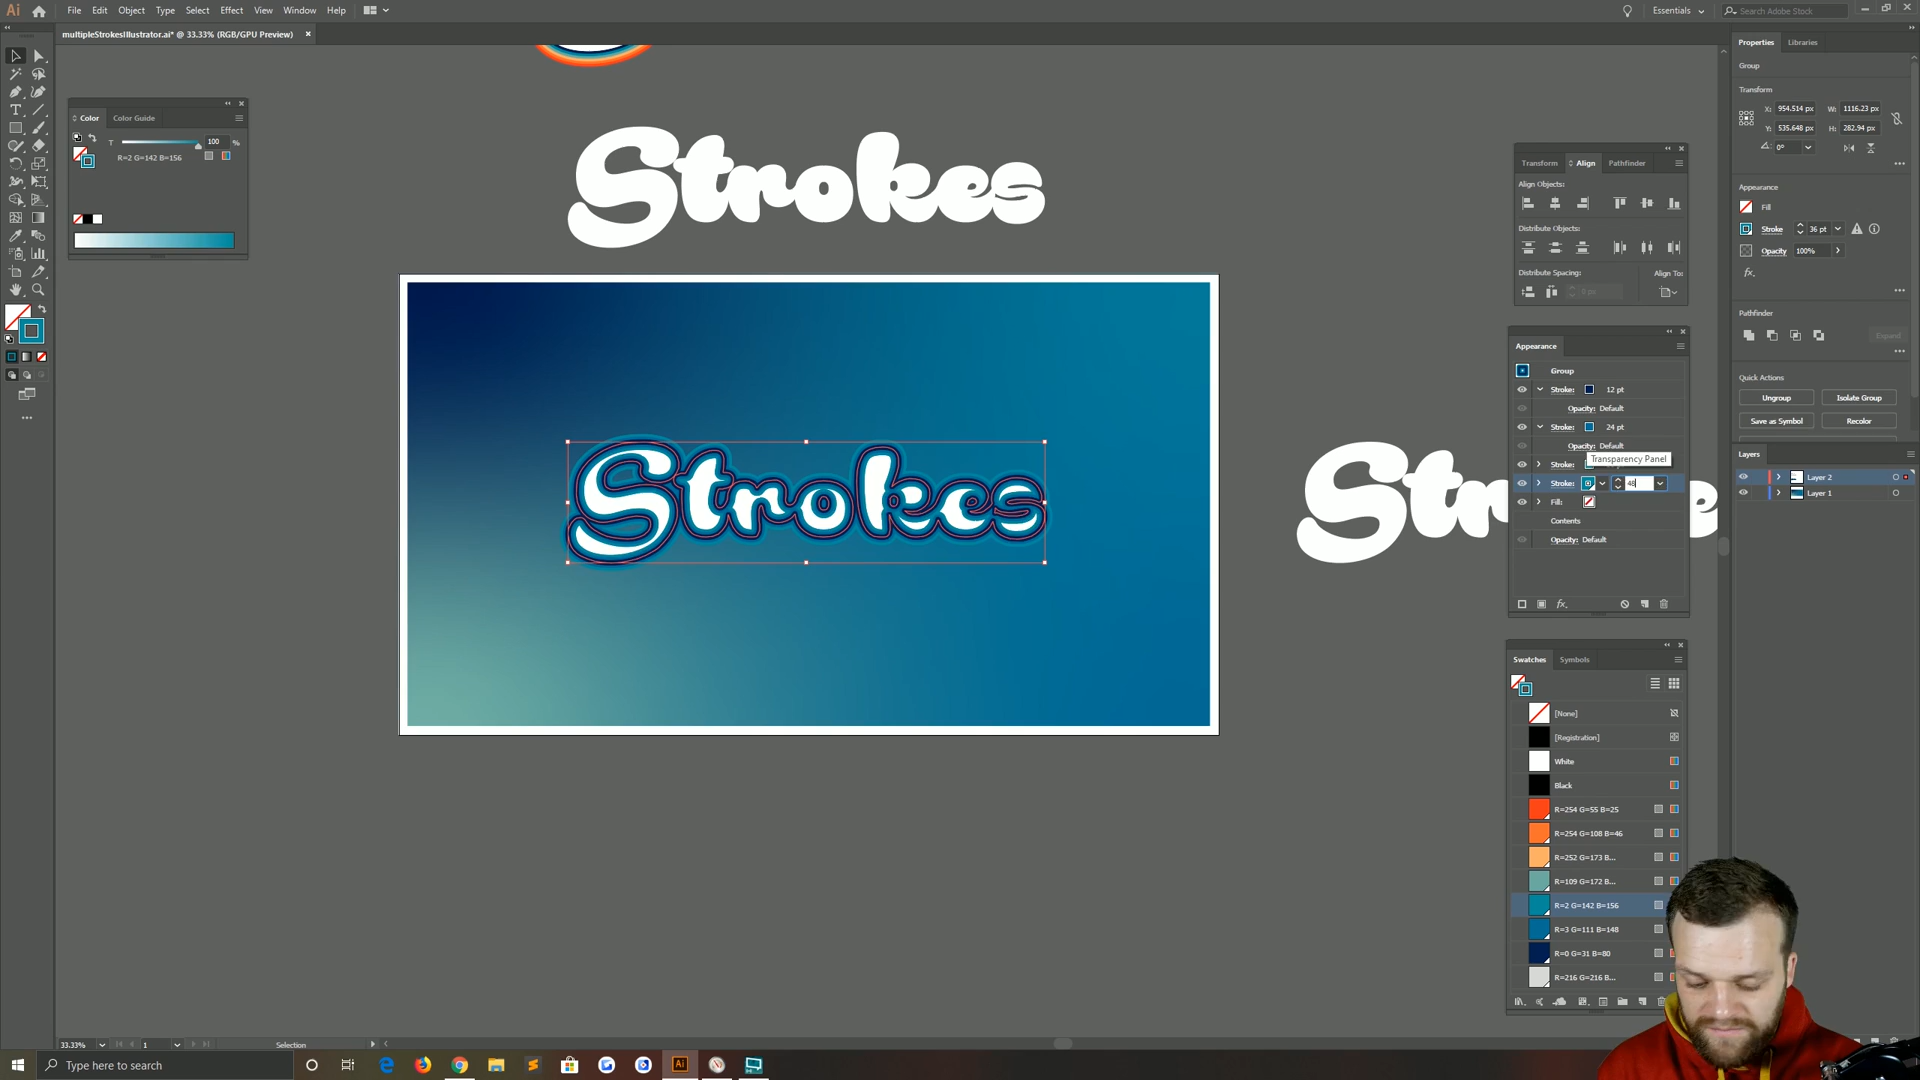 Ai File Edit Object Type Select Effect View Window Help Essentials Search Adobe Stock
multipleStrokesIllustrator.ai* @ 33.33% (RGB/GPU Preview)
Properties Libraries
Group
Transform
X: 954.514 px W: 1116.23 px
Y: 535.648 px H: 282.94 px
0°
Appearance
Fill
Stroke 36 pt
Opacity 100%
fx.
Pathfinder
Expand
Quick Actions
Ungroup Isolate Group
Save as Symbol Recolor
Layers
Layer 2
Layer 1
Color Color Guide
T 100 %
R=2 G=142 B=156
Strokes
Strokes
Transform Align Pathfinder
Align Objects:
Distribute Objects:
Distribute Spacing: Align To:
Appearance
Group
Stroke: 12 pt
Opacity: Default
Stroke: 24 pt
Opacity: Default
Transparency Panel
Stroke:
Stroke: 48
Fill:
Contents
Opacity: Default
fx.
Swatches Symbols
[None]
[Registration]
White
Black
R=254 G=55 B=25
R=254 G=108 B=46
R=252 G=173 B...
R=109 G=172 B...
R=2 G=142 B=156
R=3 G=111 B=148
R=0 G=31 B=80
R=216 G=216 B...
33.33% 1 Selection
Type here to search
Ai